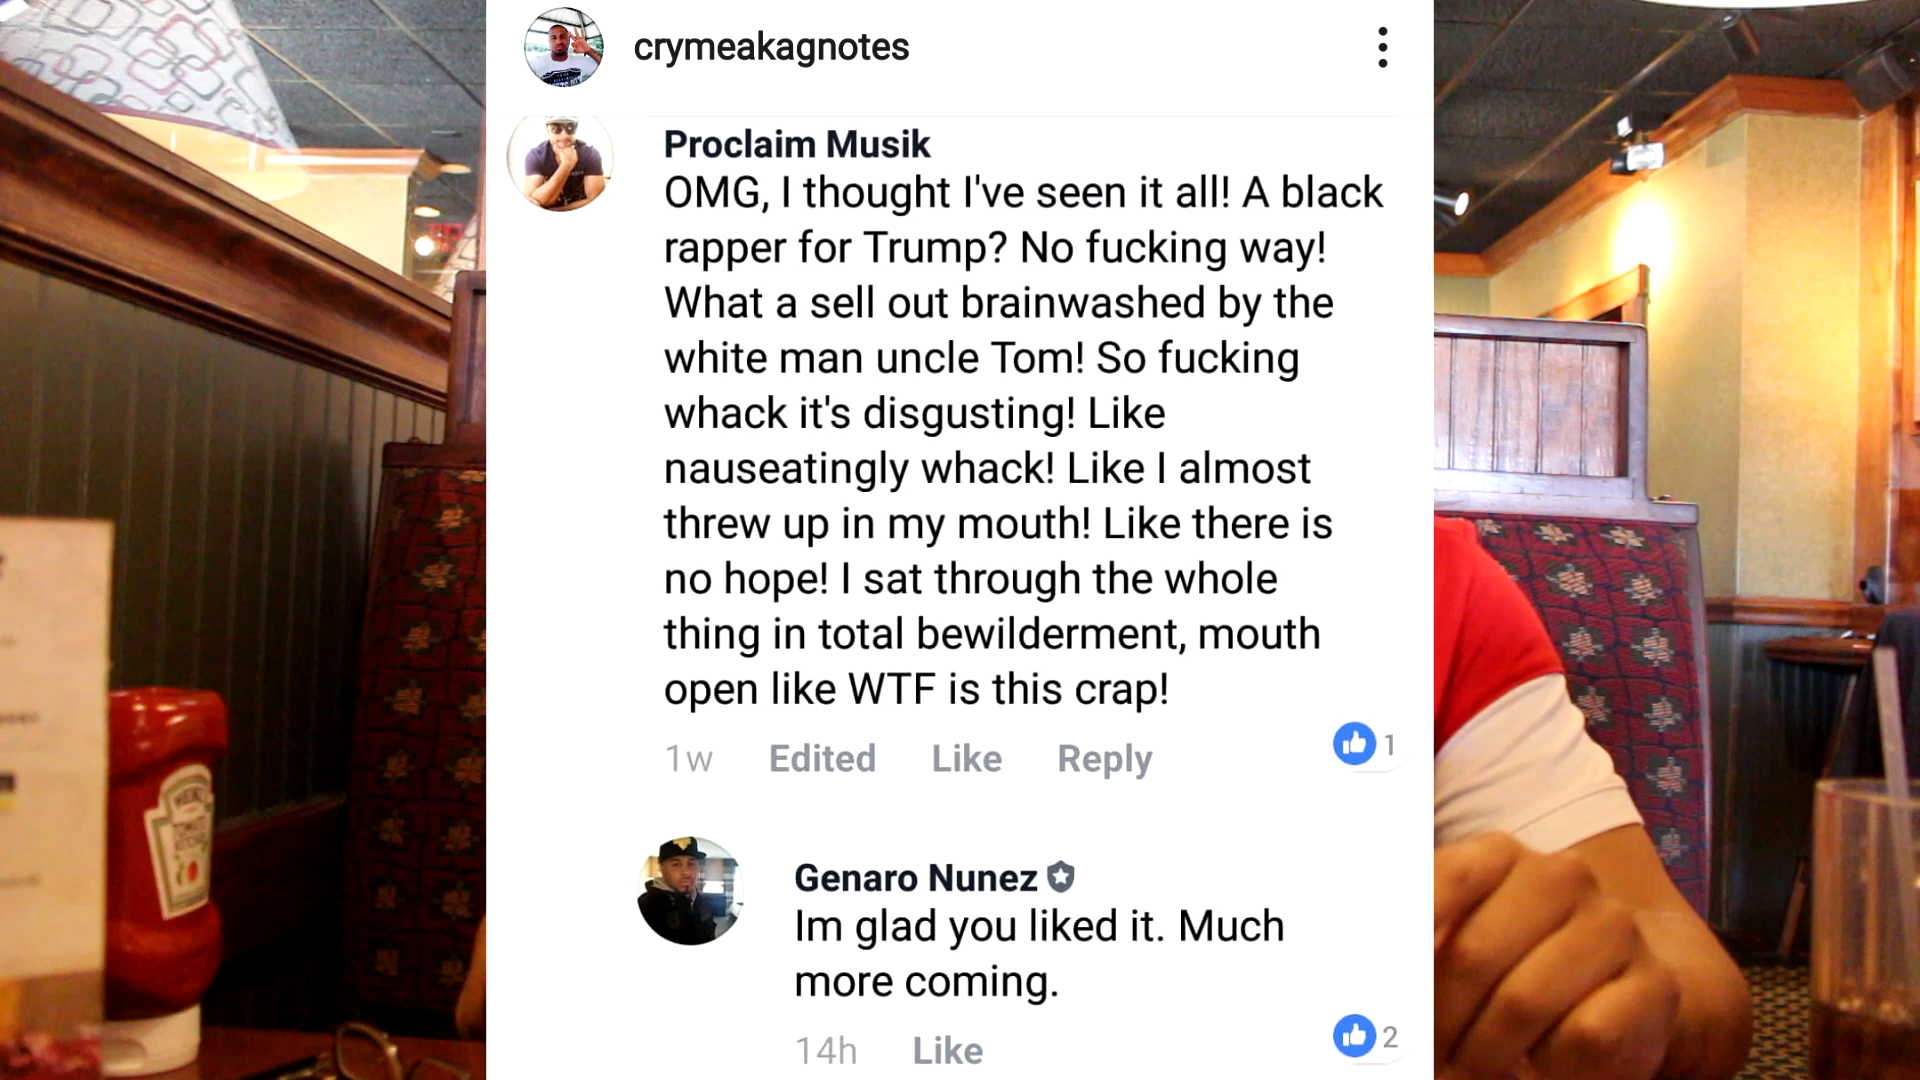 crymeakagnotes
Proclaim Musik
OMG, I thought I've seen it all! A black
rapper for Trump? No fucking way!
What a sell out brainwashed by the
white man uncle Tom! So fucking
whack it's disgusting! Like
nauseatingly whack! Like I almost
threw up in my mouth! Like there is
no hope! I sat through the whole
thing in total bewilderment, mouth
open like WTF is this crap!
1w Edited Like Reply 1
Genaro Nunez
Im glad you liked it. Much
more coming.
14h Like 2
HEINZ
TOMATO
KETCHUP